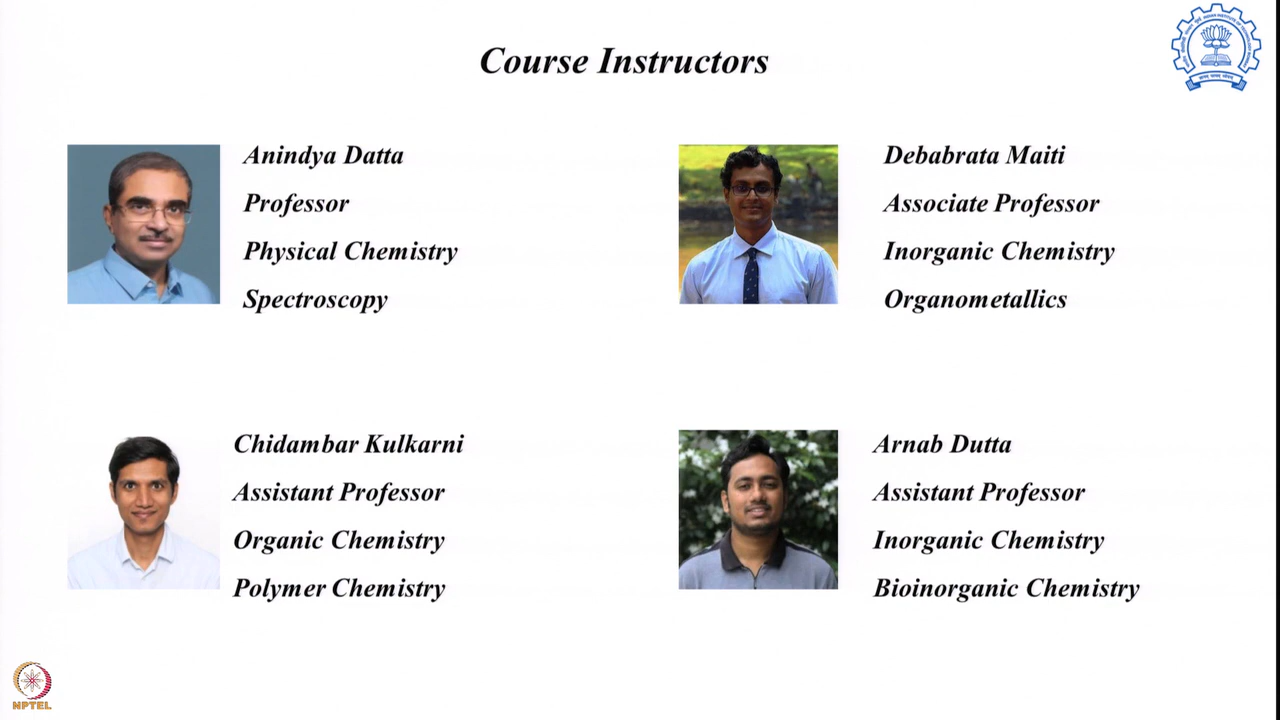 Course Instructors
Anindya Datta
Professor
Physical Chemistry
Spectroscopy
Debabrata Maiti
Associate Professor
Inorganic Chemistry
Organometallics
Chidambar Kulkarni
Assistant Professor
Organic Chemistry
Polymer Chemistry
Arnab Dutta
Assistant Professor
Inorganic Chemistry
Bioinorganic Chemistry
NPTEL